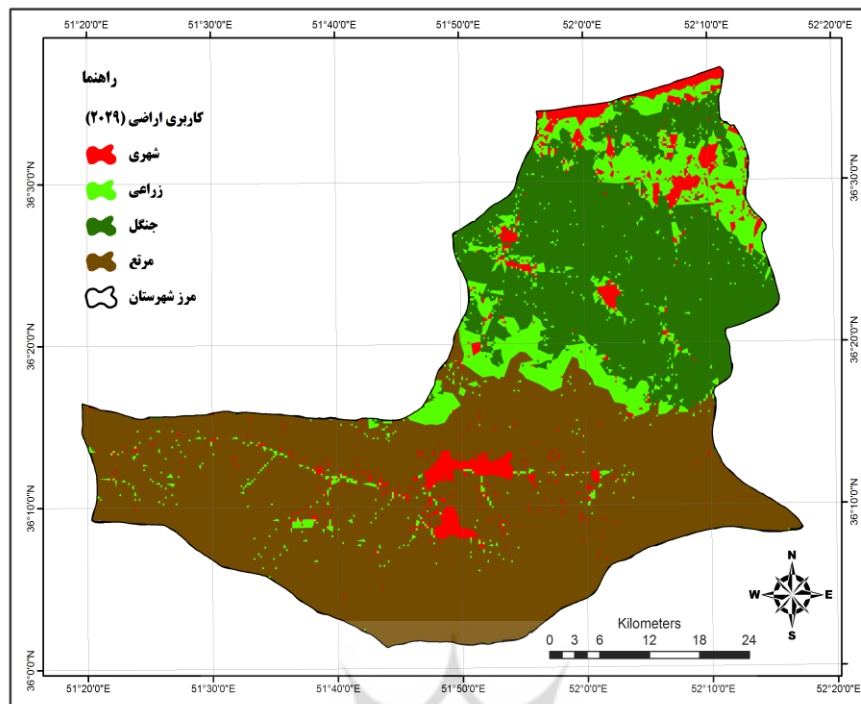 51°20'0"E 51°30'0"E 51°40'0"E 51°50'0"E 52°0'0"E 52°10'0"E 52°20'0"E
راهنما
کاربری اراضی (۲۰۲۹)
شهری
زراعی
جنگل
مرتع
مرز شهرستان
36°30'0"N 36°30'0"N
36°20'0"N 36°20'0"N
36°10'0"N 36°10'0"N
36°0'0"N 36°0'0"N
N
W E
S
Kilometers
0 3 6 12 18 24
51°20'0"E 51°30'0"E 51°40'0"E 51°50'0"E 52°0'0"E 52°10'0"E 52°20'0"E